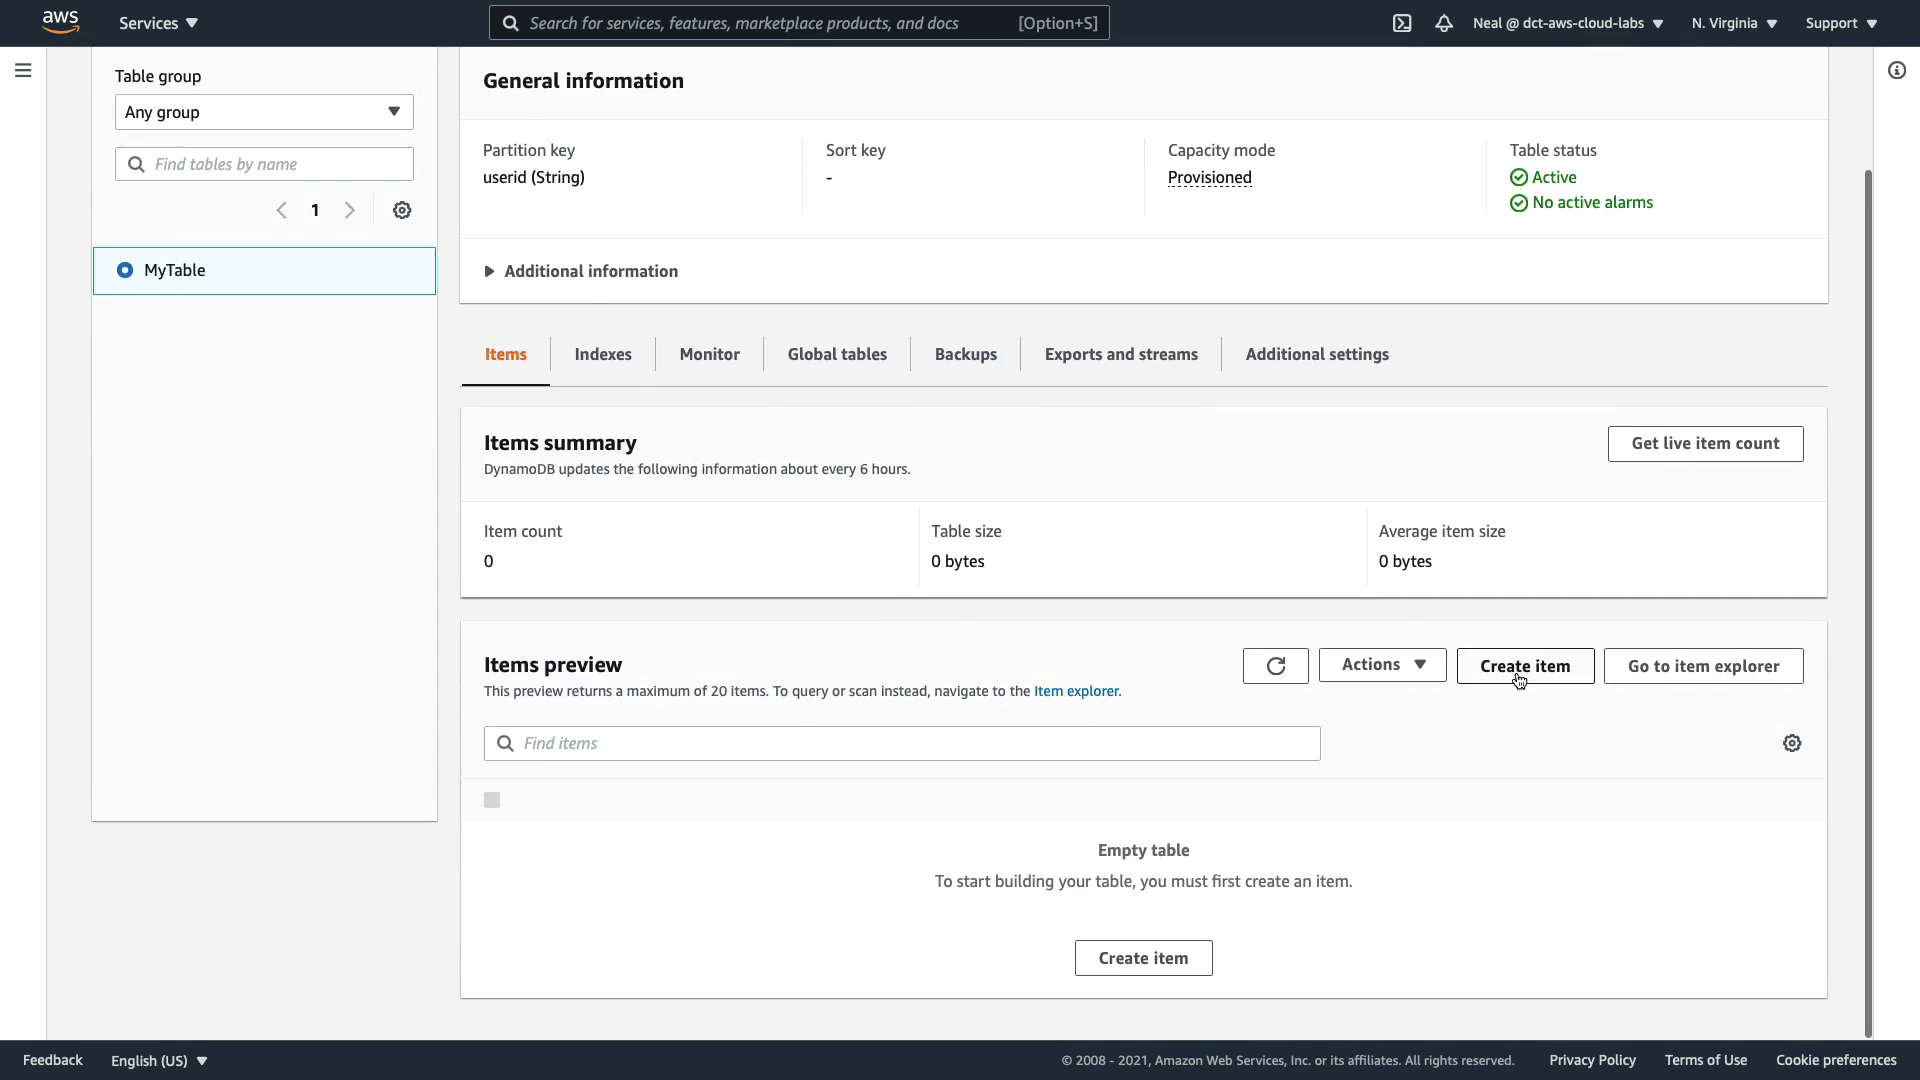 aws
Services
Search for services, features, marketplace products, and docs
[Option+S]
Neal @ dct-aws-cloud-labs
N. Virginia
Support
Table group
Any group
Find tables by name
1
MyTable
General information
Partition key
userid (String)
Sort key
-
Capacity mode
Provisioned
Table status
Active
No active alarms
Additional information
Items
Indexes
Monitor
Global tables
Backups
Exports and streams
Additional settings
Items summary
DynamoDB updates the following information about every 6 hours.
Get live item count
Item count
0
Table size
0 bytes
Average item size
0 bytes
Items preview
This preview returns a maximum of 20 items. To query or scan instead, navigate to the Item explorer.
Actions
Create item
Go to item explorer
Find items
Empty table
To start building your table, you must first create an item.
Create item
Feedback
English (US)
© 2008 - 2021, Amazon Web Services, Inc. or its affiliates. All rights reserved.
Privacy Policy
Terms of Use
Cookie preferences